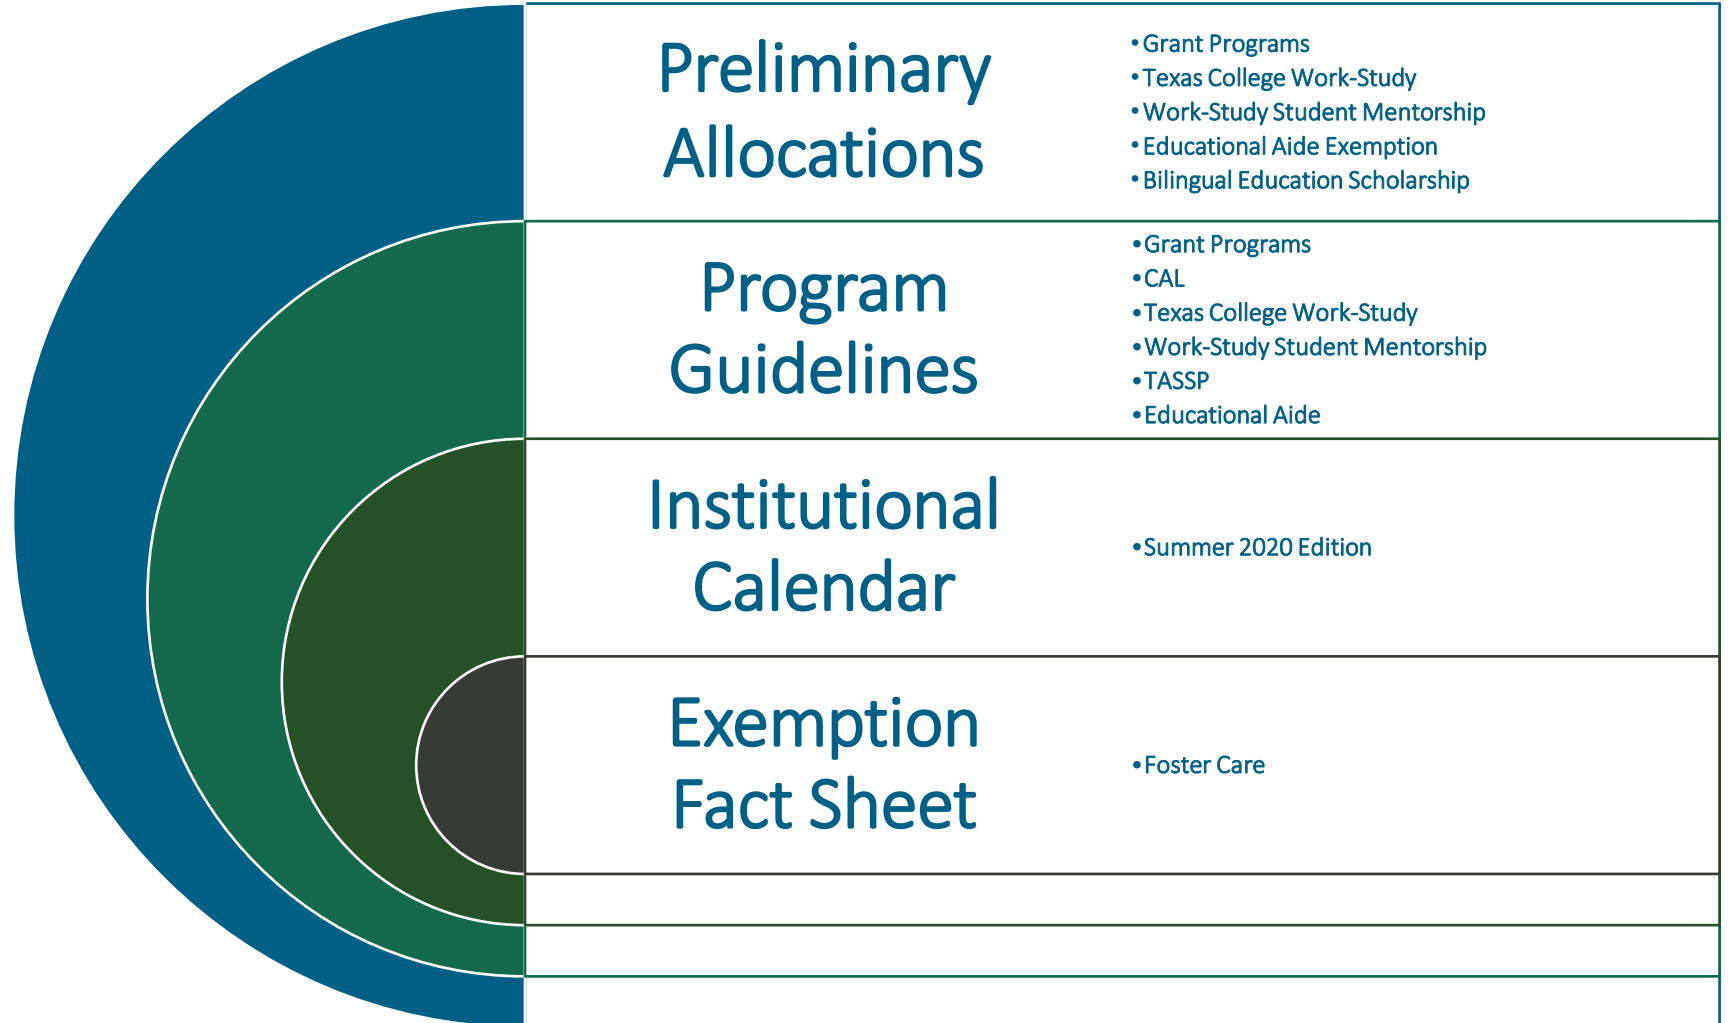 Preliminary
Allocations
•Grant Programs
•Texas College Work-Study
•Work-Study Student Mentorship
•Educational Aide Exemption
•Bilingual Education Scholarship
Program
Guidelines
•Grant Programs
•CAL
•Texas College Work-Study
•Work-Study Student Mentorship
•TASSP
•Educational Aide
Institutional
Calendar
•Summer 2020 Edition
Exemption
Fact Sheet
•Foster Care